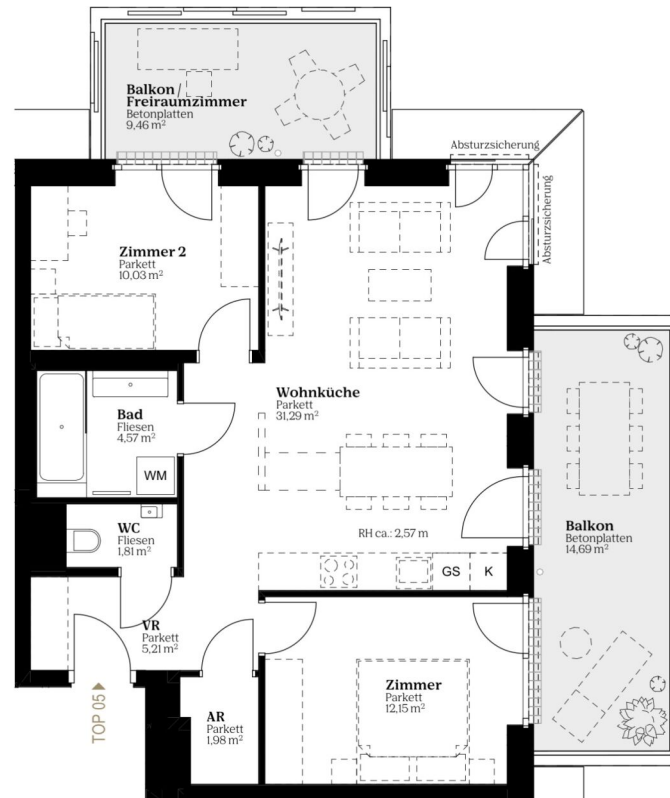 Balkon/
Freiraumzimmer
Betonplatten
9,46 m²
Absturzsicherung
Absturzsicherung
Zimmer 2
Parkett
10,03 m²
Wohnküche
Parkett
31,29 m²
Bad
Fliesen
4,57 m²
WM
WC
Fliesen
1,81 m²
RH ca.: 2,57 m
GS
K
Balkon
Betonplatten
14,69 m²
VR
Parkett
5,21 m²
Zimmer
Parkett
12,15 m²
AR
Parkett
1,98 m²
TOP 05